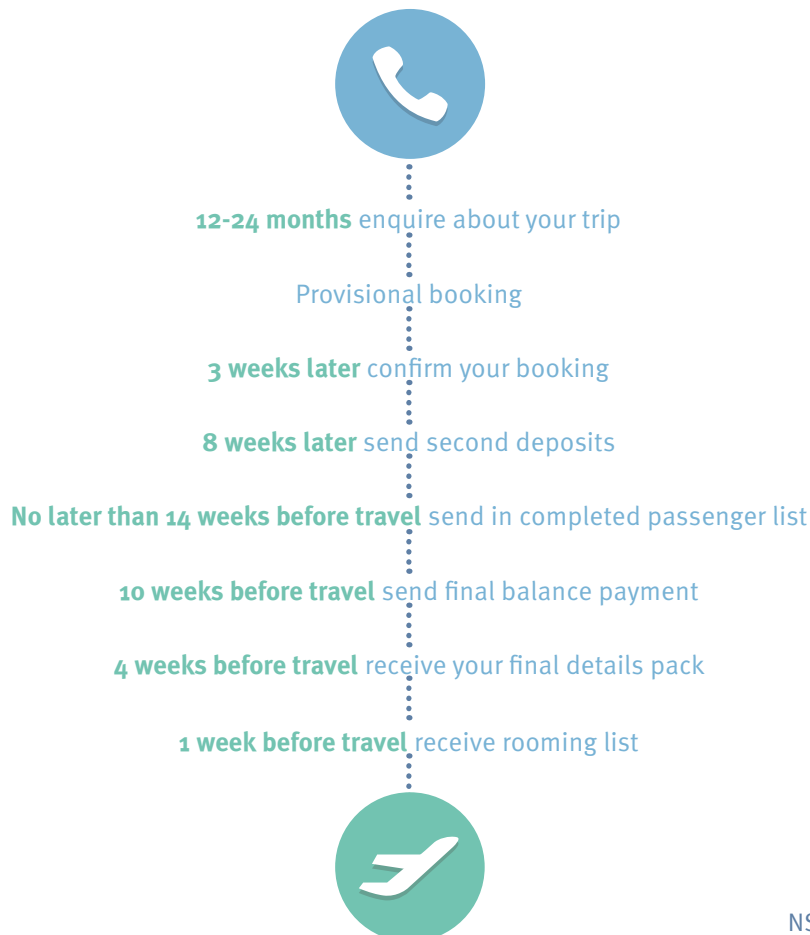 12-24 months enquire about your trip
Provisional booking
3 weeks later confirm your booking
8 weeks later send second deposits
No later than 14 weeks before travel send in completed passenger list
10 weeks before travel send final balance payment
4 weeks before travel receive your final details pack
1 week before travel receive rooming list